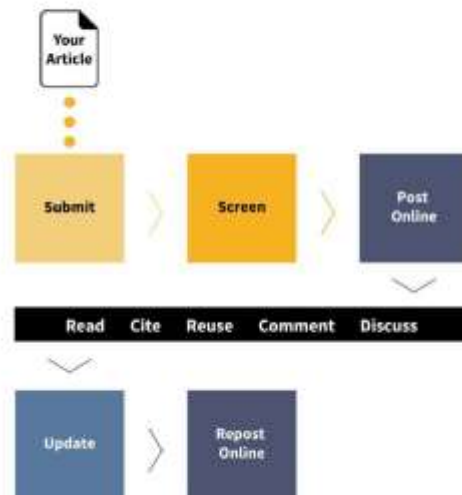 Your
Article
Submit
Screen
Post
Online
Read Cite Reuse Comment Discuss
Update
Repost
Online